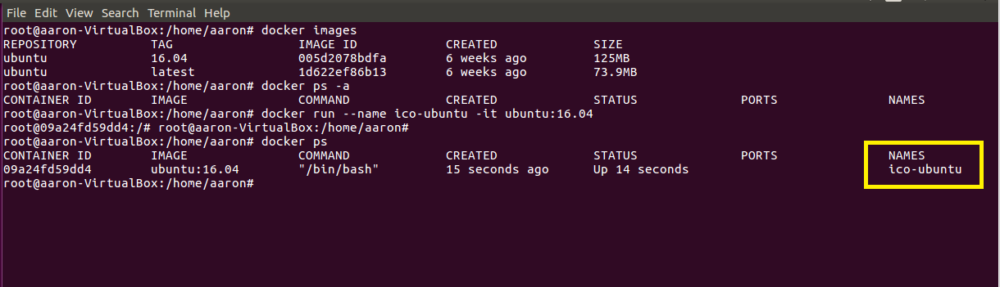 File Edit View Search Terminal Help
root@aaron-VirtualBox:/home/aaron# docker images
REPOSITORY TAG IMAGE ID CREATED SIZE
ubuntu 16.04 005d2078bdfa 6 weeks ago 125MB
ubuntu latest 1d622ef86b13 6 weeks ago 73.9MB
root@aaron-VirtualBox:/home/aaron# docker ps -a
CONTAINER ID IMAGE COMMAND CREATED STATUS PORTS NAMES
root@aaron-VirtualBox:/home/aaron# docker run --name ico-ubuntu -it ubuntu:16.04
root@09a24fd59dd4:/# root@aaron-VirtualBox:/home/aaron#
root@aaron-VirtualBox:/home/aaron# docker ps
CONTAINER ID IMAGE COMMAND CREATED STATUS PORTS NAMES
09a24fd59dd4 ubuntu:16.04 "/bin/bash" 15 seconds ago Up 14 seconds ico-ubuntu
root@aaron-VirtualBox:/home/aaron#